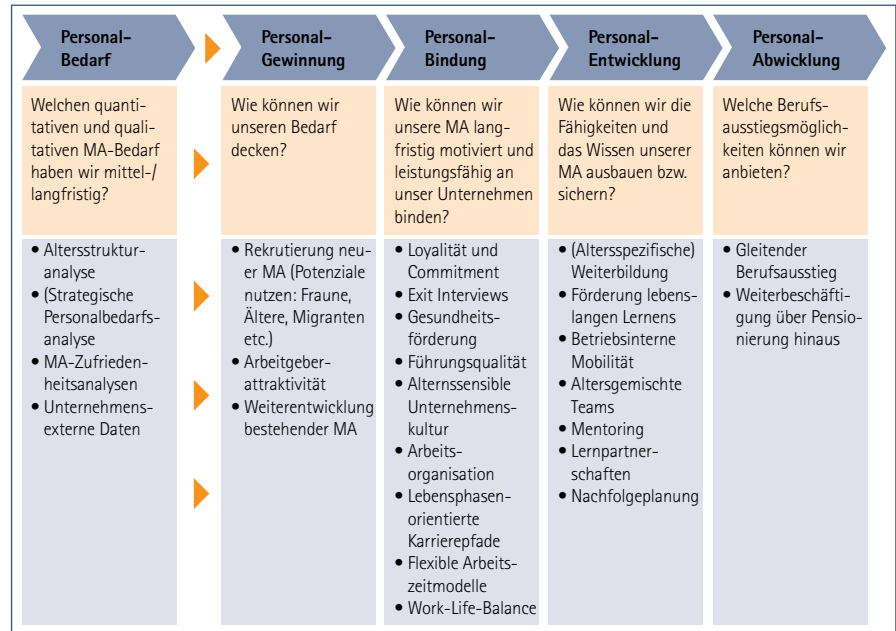 Personal-
Bedarf
Personal-
Gewinnung
Personal-
Bindung
Personal-
Entwicklung
Personal-
Abwicklung
Welchen quanti-
tativen und quali-
tativen MA-Bedarf
haben wir mittel-/
langfristig?
Wie können wir
unseren Bedarf
decken?
Wie können wir
unsere MA lang-
fristig motiviert und
leistungsfähig an
unser Unternehmen
binden?
Wie können wir die
Fähigkeiten und
das Wissen unserer
MA ausbauen bzw.
sichern?
Welche Berufs-
ausstiegsmöglich-
keiten können wir
anbieten?
• Altersstruktur-
analyse
• (Strategische
Personalbedarfs-
analyse
• MA-Zufrieden-
heitsanalysen
• Unternehmens-
externe Daten
• Rekrutierung neu-
er MA (Potenziale
nutzen: Fraune,
Ältere, Migranten
etc.)
• Arbeitgeber-
attraktivität
• Weiterentwicklung
bestehender MA
• Loyalität und
Commitment
• Exit Interviews
• Gesundheits-
förderung
• Führungsqualität
• Alternssensible
Unternehmens-
kultur
• Arbeits-
organisation
• Lebensphasen-
orientierte
Karrierepfade
• Flexible Arbeits-
zeitmodelle
• Work-Life-Balance
• (Altersspezifische)
Weiterbildung
• Förderung lebens-
langen Lernens
• Betriebsinterne
Mobilität
• Altersgemischte
Teams
• Mentoring
• Lernpartner-
schaften
• Nachfolgeplanung
• Gleitender
Berufsausstieg
• Weiterbeschäfti-
gung über Pensio-
nierung hinaus